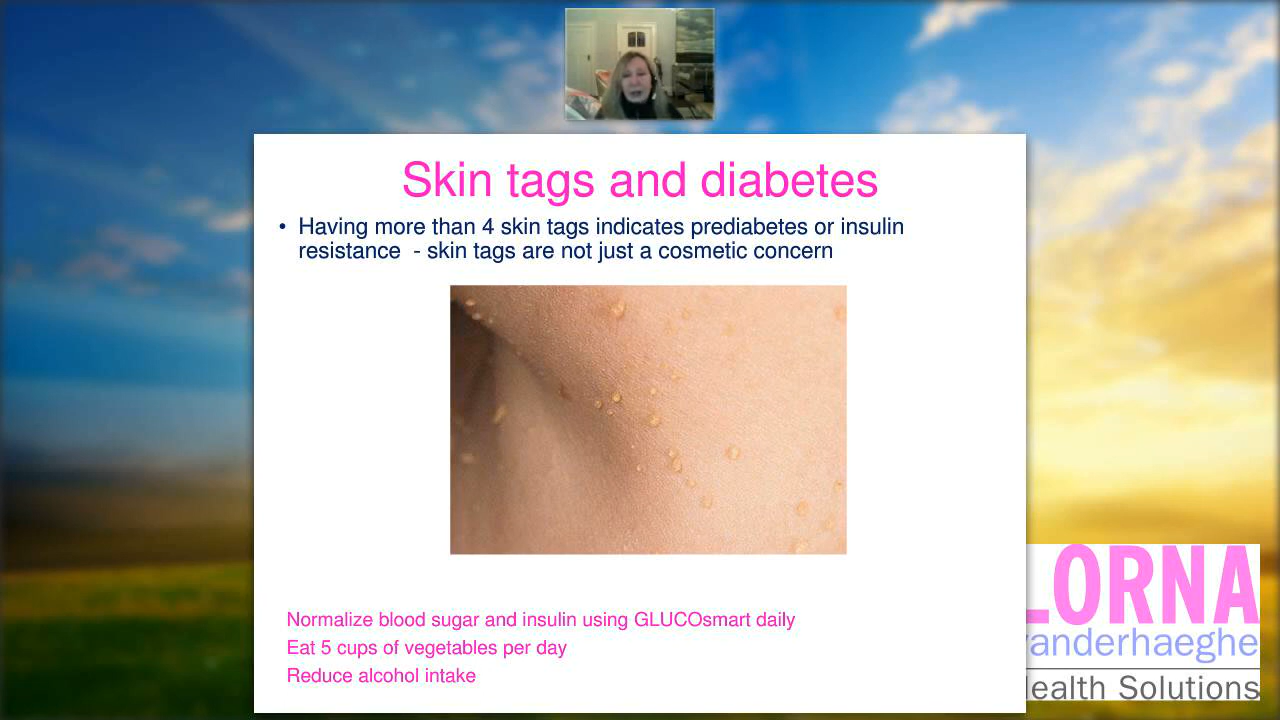 Skin tags and diabetes
• Having more than 4 skin tags indicates prediabetes or insulin
resistance - skin tags are not just a cosmetic concern
Normalize blood sugar and insulin using GLUCOsmart daily
Eat 5 cups of vegetables per day
Reduce alcohol intake
LORNA
vanderhaeghe
Health Solutions